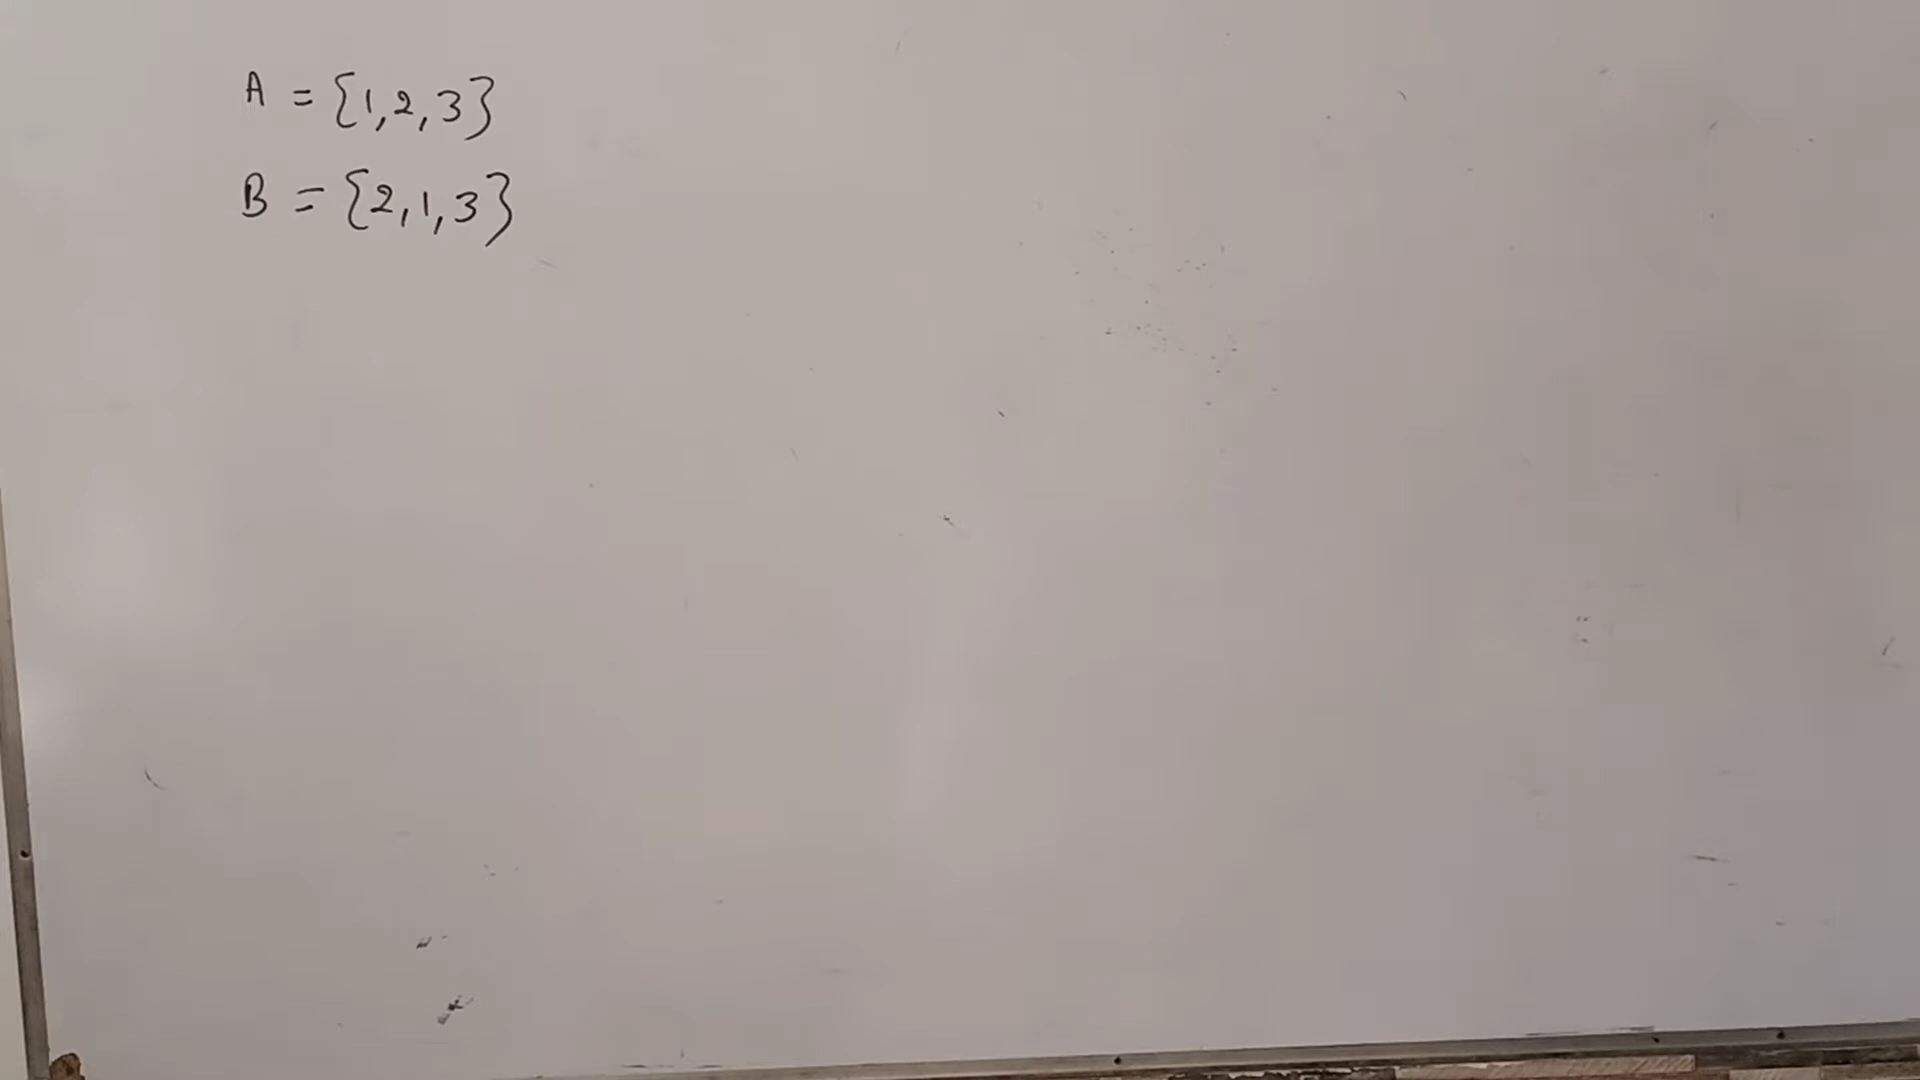 A = {1,2,3}
B = {2,1,3}